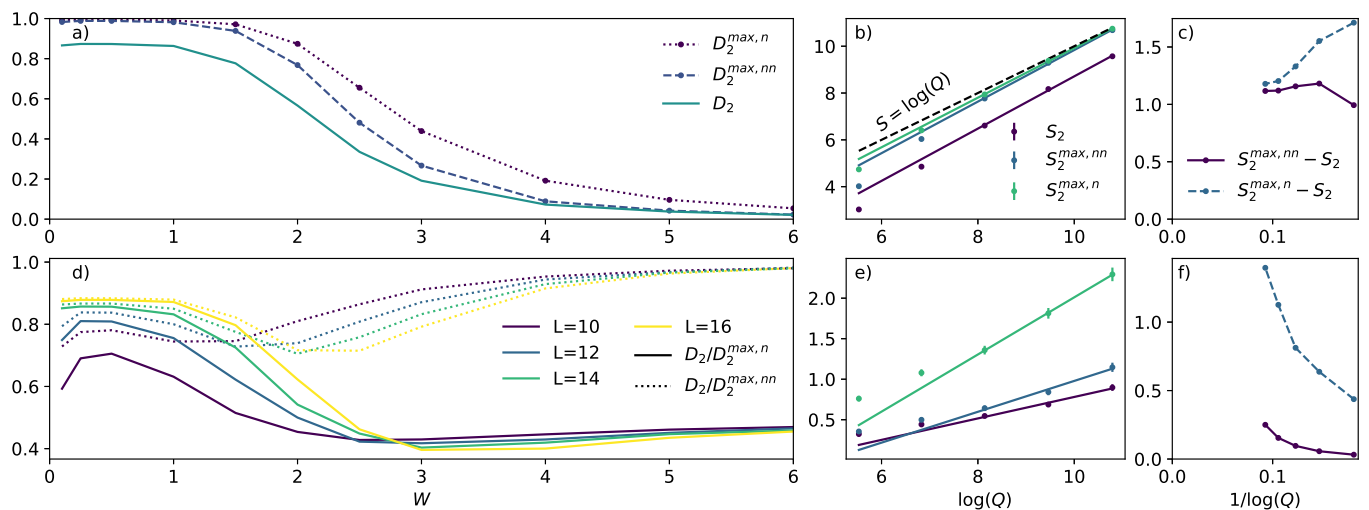 a)
1.0
0.8
0.6
0.4
0.2
0.0
0 1 2 3 4 5 6
D_2^{max,n}
D_2^{max,nn}
D_2
b)
10
8
6
4
6 8 10
S = log(Q)
S_2
S_2^{max,nn}
S_2^{max,n}
c)
1.5
1.0
0.5
0.0
0.0 0.1
S_2^{max,nn} − S_2
S_2^{max,n} − S_2
d)
1.0
0.8
0.6
0.4
0 1 2 3 4 5 6
W
L=10
L=12
L=14
L=16
D_2/D_2^{max,n}
D_2/D_2^{max,nn}
e)
2.0
1.5
1.0
0.5
6 8 10
log(Q)
f)
1.0
0.5
0.0
0.0 0.1
1/log(Q)